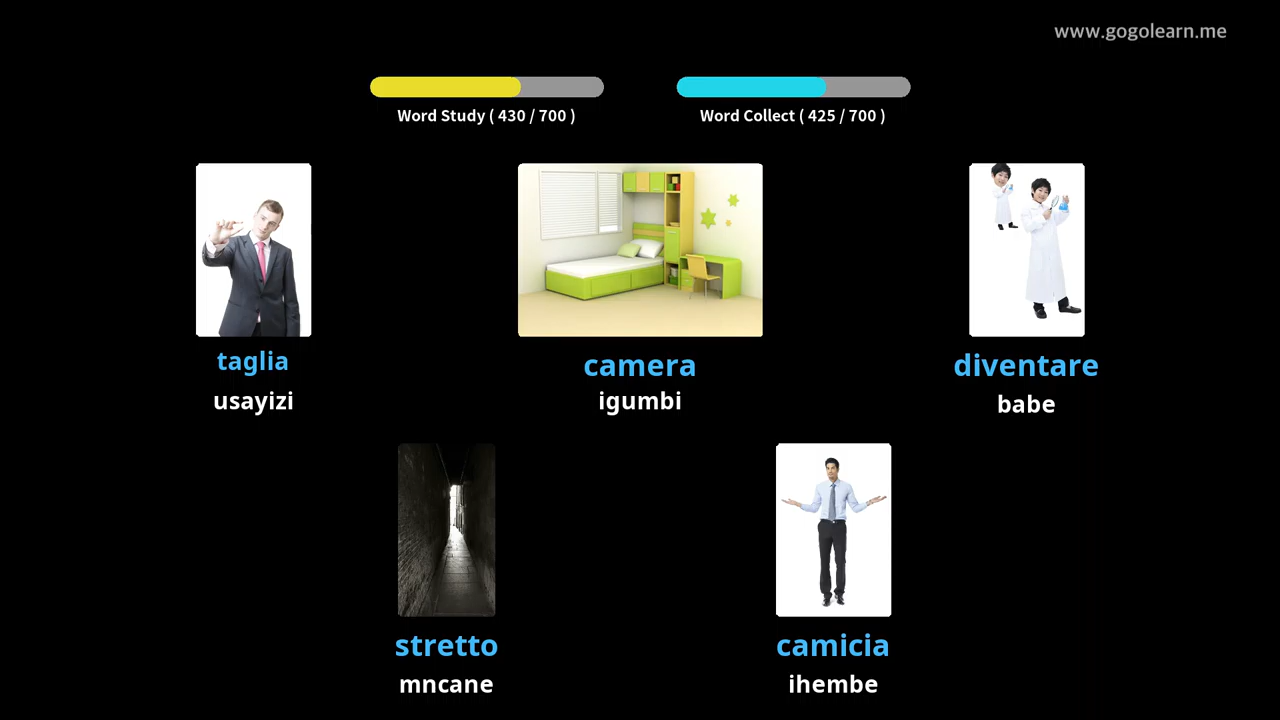 www.gogolearn.me
Word Study ( 430 / 700 )
Word Collect ( 425 / 700 )
taglia
usayizi
camera
igumbi
diventare
babe
stretto
mncane
camicia
ihembe